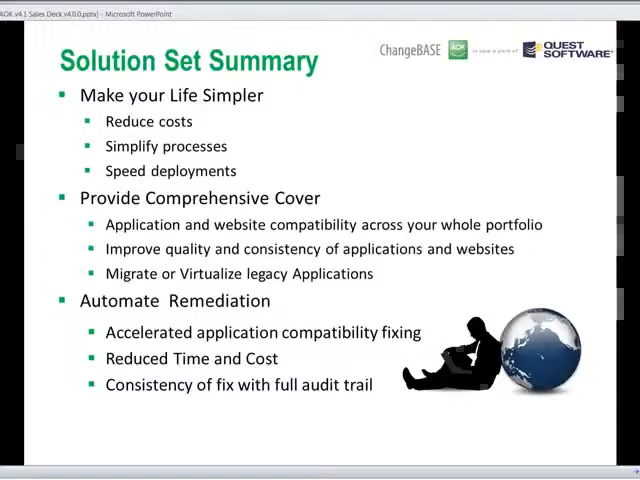 AOK v4.1 Sales Deck v4.0.0.pptx) - Microsoft PowerPoint
Solution Set Summary
ChangeBASE AOK is now a part of QUEST SOFTWARE
Make your Life Simpler
Reduce costs
Simplify processes
Speed deployments
Provide Comprehensive Cover
Application and website compatibility across your whole portfolio
Improve quality and consistency of applications and websites
Migrate or Virtualize legacy Applications
Automate Remediation
Accelerated application compatibility fixing
Reduced Time and Cost
Consistency of fix with full audit trail